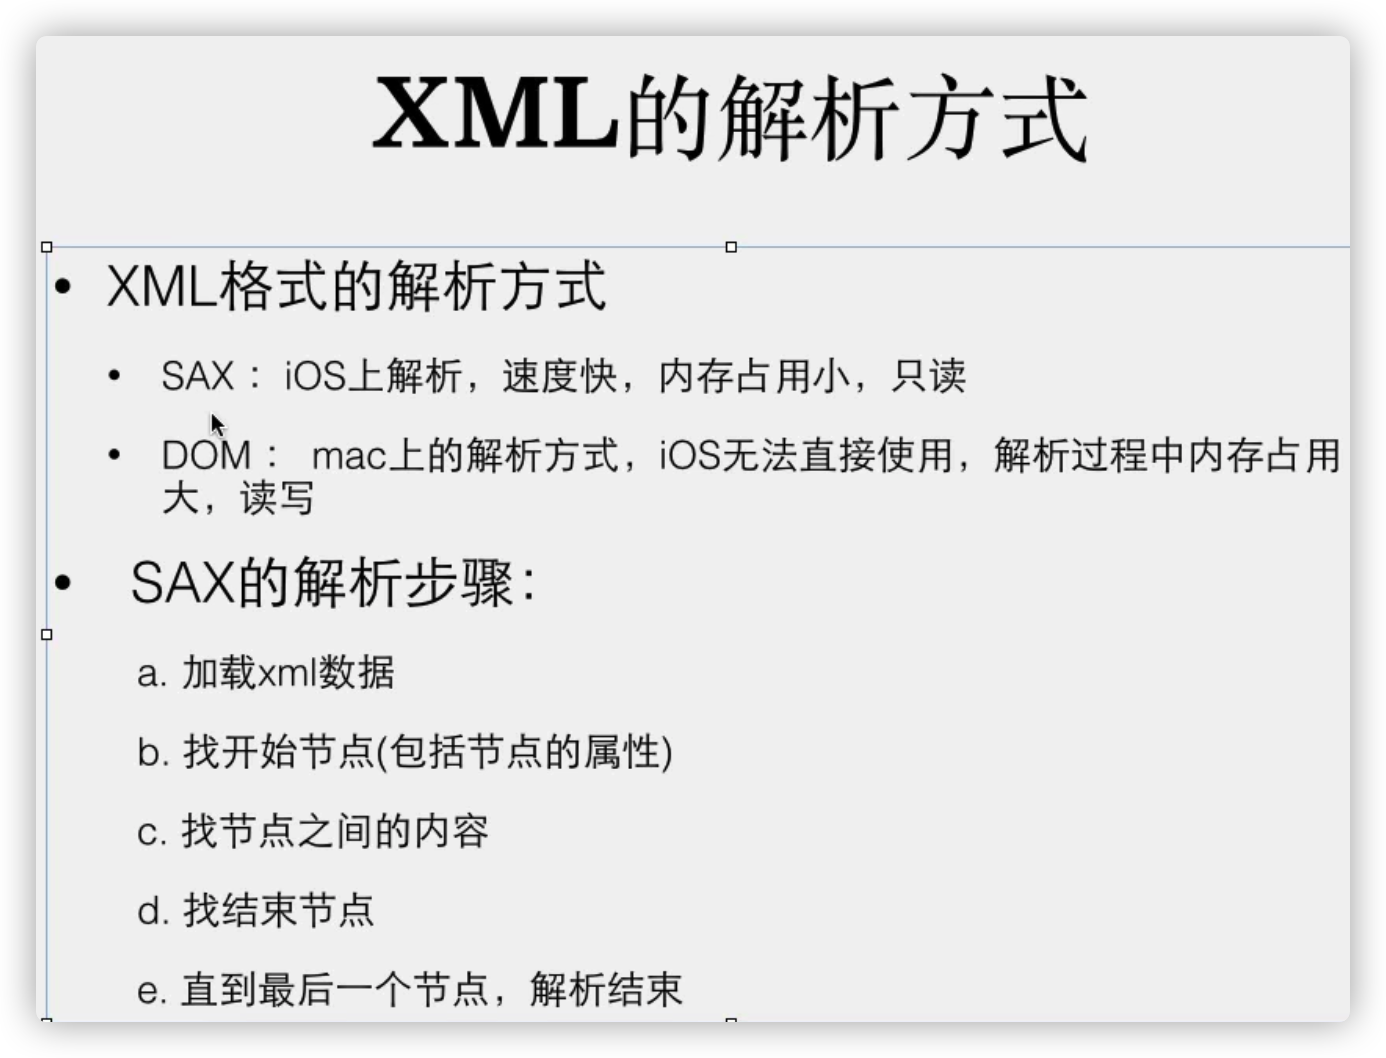 XML的解析方式
• XML格式的解析方式
• SAX： iOS上解析，速度快，内存占用小，只读
• DOM： mac上的解析方式，iOS无法直接使用，解析过程中内存占用
大，读写
• SAX的解析步骤：
a. 加载xml数据
b. 找开始节点(包括节点的属性)
c. 找节点之间的内容
d. 找结束节点
e. 直到最后一个节点，解析结束